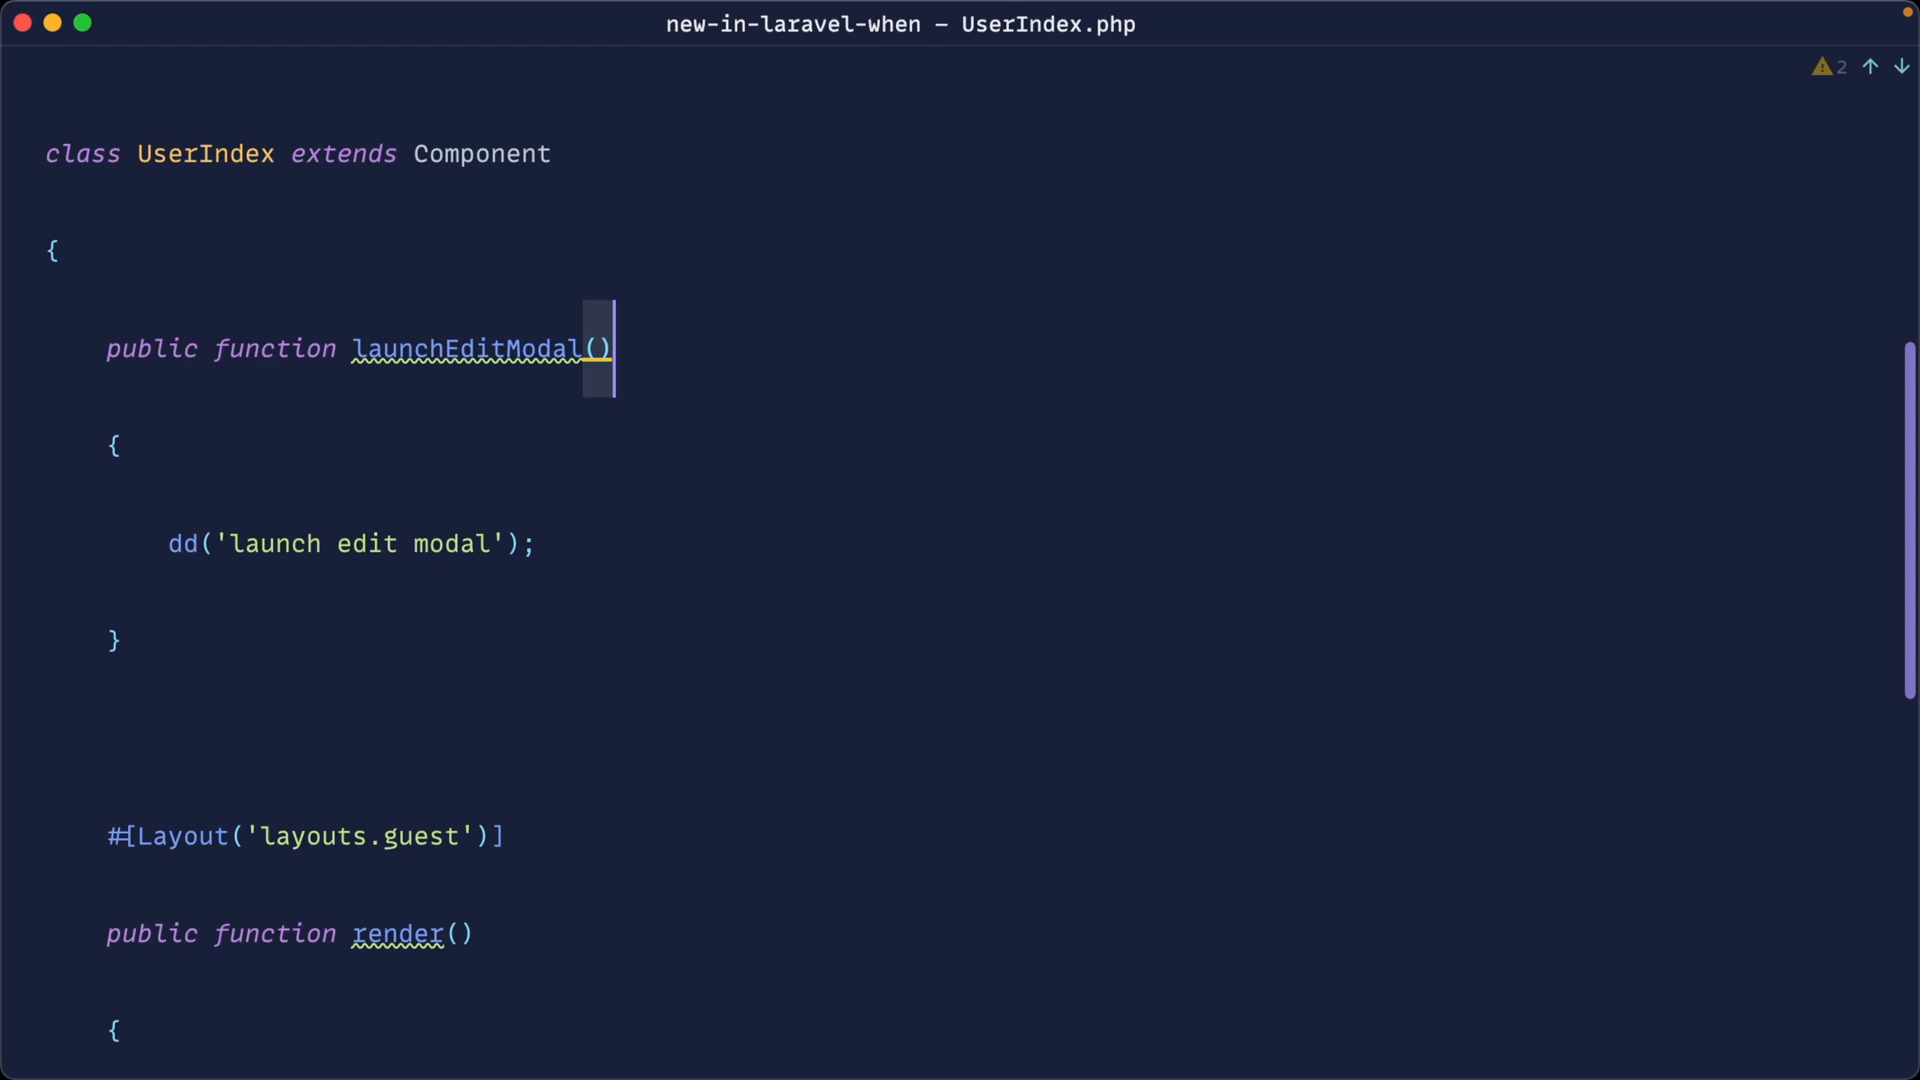 new-in-laravel-when – UserIndex.php
2
class UserIndex extends Component
{
public function launchEditModal()
{
dd('launch edit modal');
}
#[Layout('layouts.guest')]
public function render()
{